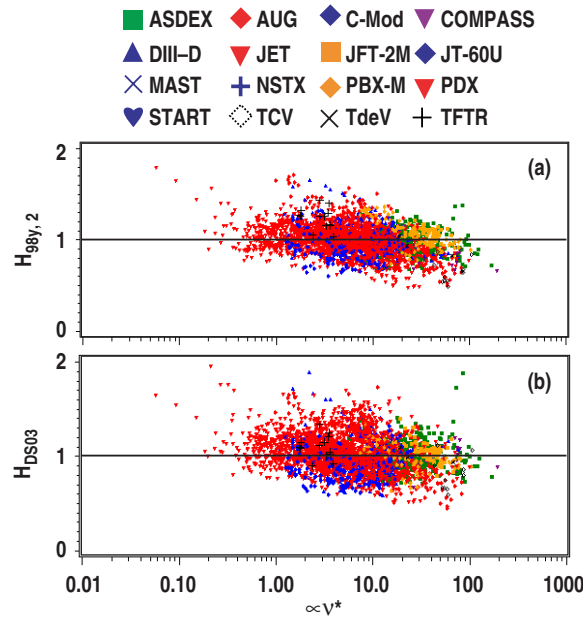 ASDEX AUG C-Mod COMPASS
DIII–D JET JFT-2M JT-60U
MAST NSTX PBX-M PDX
START TCV TdeV TFTR
2
(a)
H98y, 2
1
0
2
(b)
HDS03
1
0
0.01 0.10 1.00 10.0 100 1000
∝ν*